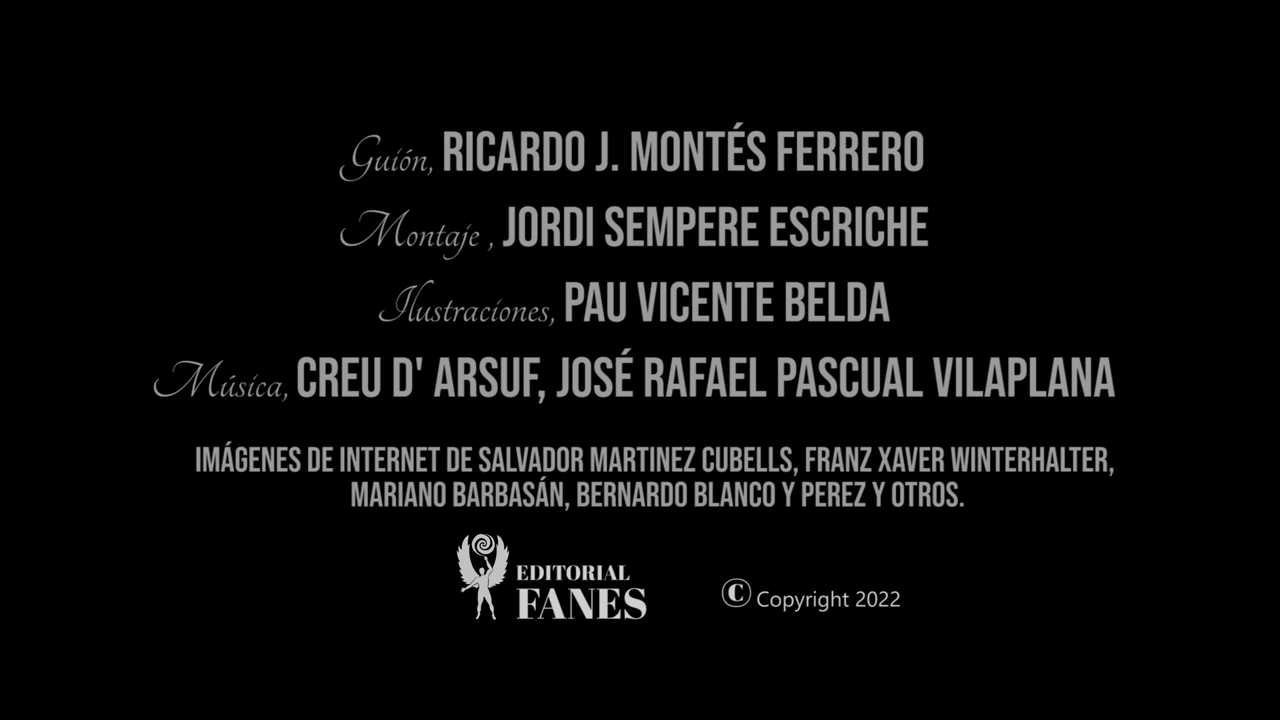 Guión, RICARDO J. MONTÉS FERRERO
Montaje , JORDI SEMPERE ESCRICHE
Ilustraciones, PAU VICENTE BELDA
Música, CREU D' ARSUF, JOSÉ RAFAEL PASCUAL VILAPLANA
IMÁGENES DE INTERNET DE SALVADOR MARTINEZ CUBELLS, FRANZ XAVER WINTERHALTER,
MARIANO BARBASÁN, BERNARDO BLANCO Y PEREZ Y OTROS.
EDITORIAL
FANES
© Copyright 2022